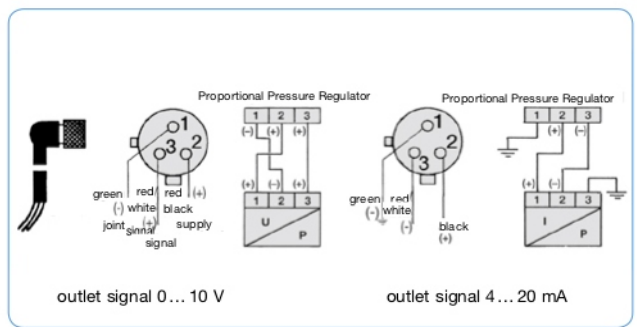 Proportional Pressure Regulator
1 2 3
(-) (+) (+)
1
3 2
green
(-)
joint
red/
white
(+)
signal
red
black
signal
(+)
supply
(+) (-) (+)
1 2 3
U
P
outlet signal 0... 10 V
Proportional Pressure Regulator
1 2 3
(+) (-)
1
2
3
green
(-)
red/
white
(-)
black
(+)
(+) (-)
1 2 3
I
P
outlet signal 4... 20 mA